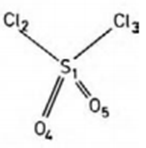 Cl₂ Cl₃
S₁
O₅
O₄